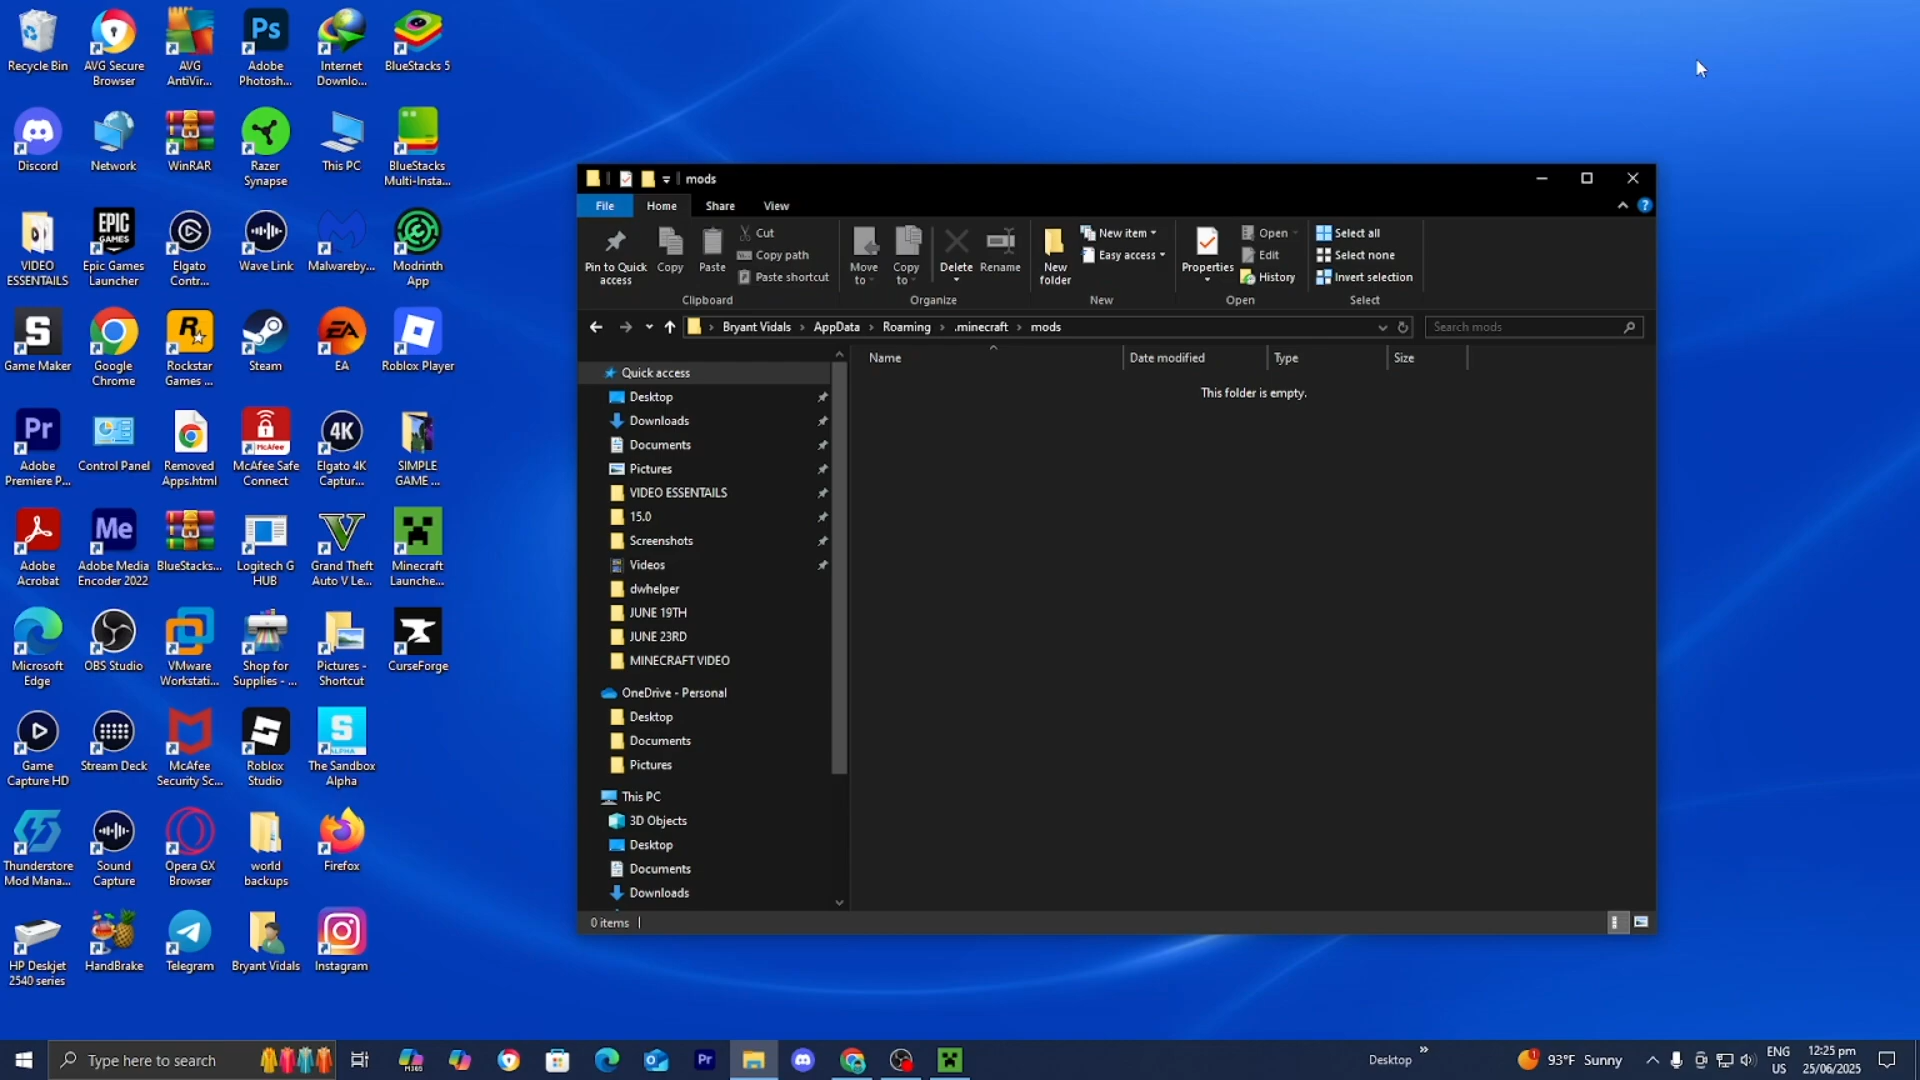 Recycle Bin
AVG Secure
Browser
AVG
AntiVir...
Ps
Adobe
Photosh...
Internet
Downlo...
BlueStacks 5
Discord
Network
WinRAR
Razer
Synapse
This PC
BlueStacks
Multi-Insta...
VIDEO
ESSENTAILS
EPIC
GAMES
Epic Games
Launcher
Elgato
Contr...
Wave Link
Malwareby...
Modrinth
App
Game Maker
Google
Chrome
Rockstar
Games ...
Steam
EA
EA
Roblox Player
Pr
Adobe
Premiere P...
Control Panel
Removed
Apps.html
McAfee
McAfee Safe
Connect
4K
Elgato 4K
Captur...
SIMPLE
GAME ...
Adobe
Acrobat
Me
Adobe Media
Encoder 2022
BlueStacks...
Logitech G
HUB
Grand Theft
Auto V Le...
Minecraft
Launche...
Microsoft
Edge
OBS Studio
VMware
Workstati...
Shop for
Supplies - ...
Pictures -
Shortcut
CurseForge
Game
Capture HD
Stream Deck
McAfee
Security Sc...
Roblox
Studio
ALPHA
The Sandbox
Alpha
Thunderstore
Mod Mana...
Sound
Capture
Opera GX
Browser
world
backups
Firefox
HP Deskjet
2540 series
HandBrake
Telegram
Bryant Vidals
Instagram
mods
File Home Share View
Pin to Quick
access
Copy
Paste
Cut
Copy path
Paste shortcut
Clipboard
Move
to
Copy
to
Delete
Rename
Organize
New
folder
New item
Easy access
New
Properties
Open
Edit
History
Open
Select all
Select none
Invert selection
Select
Bryant Vidals › AppData › Roaming › .minecraft › mods
Search mods
Name Date modified Type Size
This folder is empty.
Quick access
Desktop
Downloads
Documents
Pictures
VIDEO ESSENTAILS
15.0
Screenshots
Videos
dwhelper
JUNE 19TH
JUNE 23RD
MINECRAFT VIDEO
OneDrive - Personal
Desktop
Documents
Pictures
This PC
3D Objects
Desktop
Documents
Downloads
0 items
Type here to search
M365
Pr
Desktop
93°F Sunny
ENG
US
12:25 pm
25/06/2025